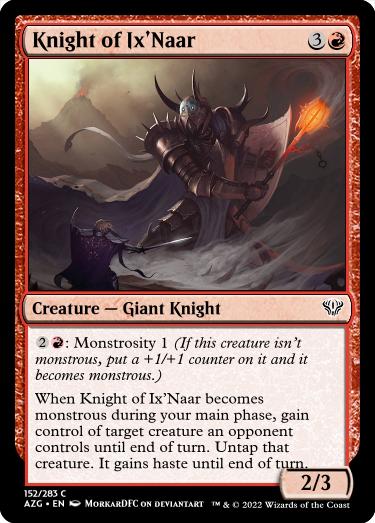 Knight of Ix'Naar 3
Creature — Giant Knight
2 : Monstrosity 1 (If this creature isn't
monstrous, put a +1/+1 counter on it and it
becomes monstrous.)
When Knight of Ix'Naar becomes
monstrous during your main phase, gain
control of target creature an opponent
controls until end of turn. Untap that
creature. It gains haste until end of turn.
2/3
152/283 C
AZG • EN MorkarDFC on deviantart ™ & © 2022 Wizards of the Coast